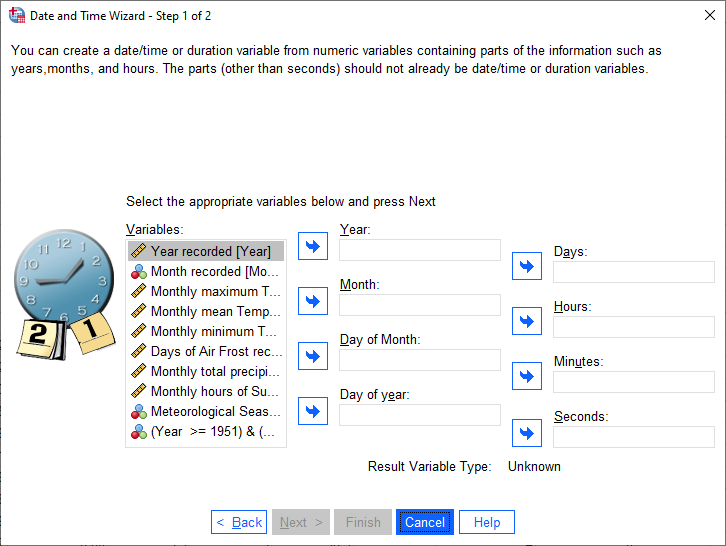 Date and Time Wizard - Step 1 of 2
You can create a date/time or duration variable from numeric variables containing parts of the information such as
years,months, and hours. The parts (other than seconds) should not already be date/time or duration variables.
Select the appropriate variables below and press Next
Variables:
Year recorded [Year]
Month recorded [Mo...
Monthly maximum T...
Monthly mean Temp...
Monthly minimum T...
Days of Air Frost rec...
Monthly total precipi...
Monthly hours of Su...
Meteorological Seas...
(Year >= 1951) & (...
Year:
Month:
Day of Month:
Day of year:
Days:
Hours:
Minutes:
Seconds:
12
1
2
3
4
5
6
7
8
9
10
11
2
1
Result Variable Type: Unknown
< Back
Next >
Finish
Cancel
Help